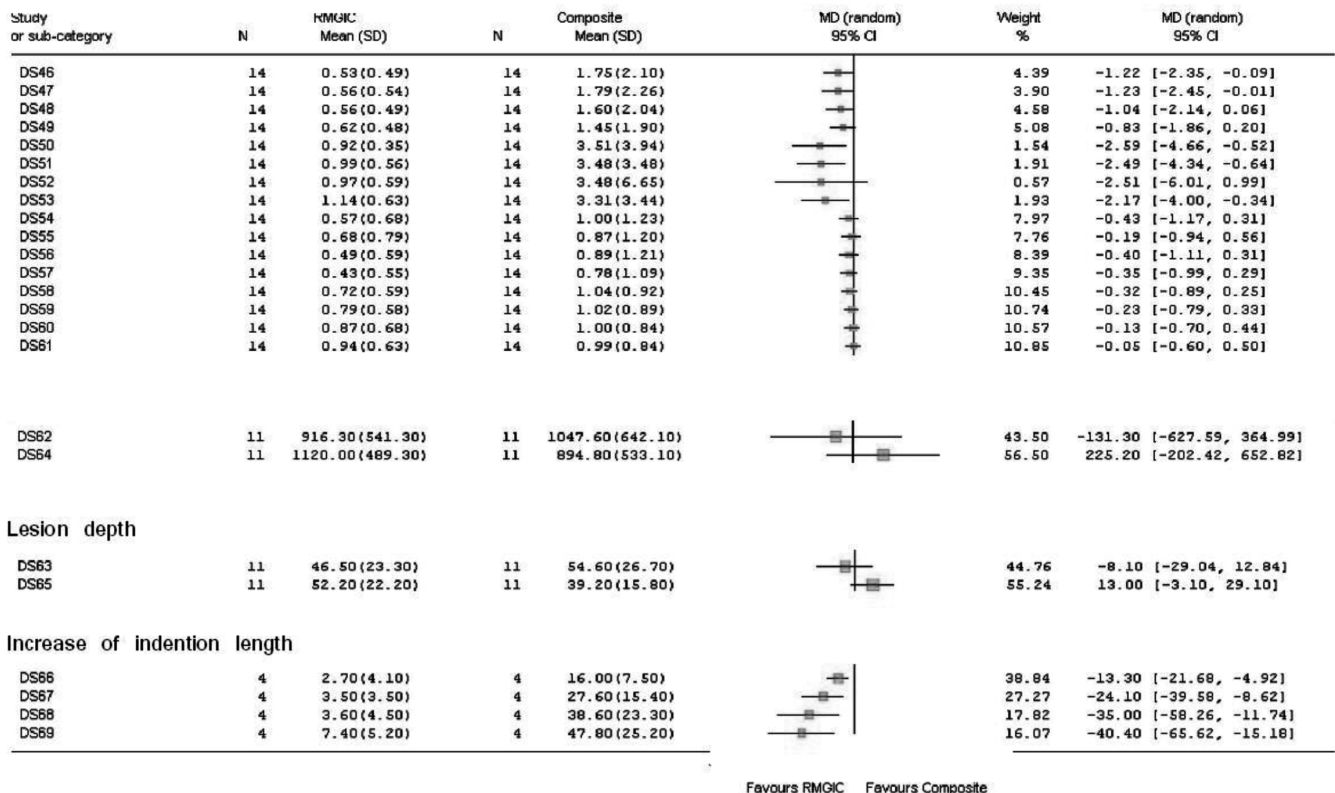 Study RMGIC Composite MD (random) Weight MD (random)
or sub-category N Mean (SD) N Mean (SD) 95% CI % 95% CI
DS46 14 0.53(0.49) 14 1.75(2.10) 4.39 -1.22 [-2.35, -0.09]
DS47 14 0.56(0.54) 14 1.79(2.26) 3.90 -1.23 [-2.45, -0.01]
DS48 14 0.56(0.49) 14 1.60(2.04) 4.58 -1.04 [-2.14, 0.06]
DS49 14 0.62(0.48) 14 1.45(1.90) 5.08 -0.83 [-1.86, 0.20]
DS50 14 0.92(0.35) 14 3.51(3.94) 1.54 -2.59 [-4.66, -0.52]
DS51 14 0.99(0.56) 14 3.48(3.48) 1.91 -2.49 [-4.34, -0.64]
DS52 14 0.97(0.59) 14 3.48(6.65) 0.57 -2.51 [-6.01, 0.99]
DS53 14 1.14(0.63) 14 3.31(3.44) 1.93 -2.17 [-4.00, -0.34]
DS54 14 0.57(0.68) 14 1.00(1.23) 7.97 -0.43 [-1.17, 0.31]
DS55 14 0.68(0.79) 14 0.87(1.20) 7.76 -0.19 [-0.94, 0.56]
DS56 14 0.49(0.59) 14 0.89(1.21) 8.39 -0.40 [-1.11, 0.31]
DS57 14 0.43(0.55) 14 0.78(1.09) 9.35 -0.35 [-0.99, 0.29]
DS58 14 0.72(0.59) 14 1.04(0.92) 10.45 -0.32 [-0.89, 0.25]
DS59 14 0.79(0.58) 14 1.02(0.89) 10.74 -0.23 [-0.79, 0.33]
DS60 14 0.87(0.68) 14 1.00(0.84) 10.57 -0.13 [-0.70, 0.44]
DS61 14 0.94(0.63) 14 0.99(0.84) 10.85 -0.05 [-0.60, 0.50]
DS62 11 916.30(541.30) 11 1047.60(642.10) 43.50 -131.30 [-627.59, 364.99]
DS64 11 1120.00(489.30) 11 894.80(533.10) 56.50 225.20 [-202.42, 652.82]
Lesion depth
DS63 11 46.50(23.30) 11 54.60(26.70) 44.76 -8.10 [-29.04, 12.84]
DS65 11 52.20(22.20) 11 39.20(15.80) 55.24 13.00 [-3.10, 29.10]
Increase of indention length
DS66 4 2.70(4.10) 4 16.00(7.50) 38.84 -13.30 [-21.68, -4.92]
DS67 4 3.50(3.50) 4 27.60(15.40) 27.27 -24.10 [-39.58, -8.62]
DS68 4 3.60(4.50) 4 38.60(23.30) 17.82 -35.00 [-58.26, -11.74]
DS69 4 7.40(5.20) 4 47.80(25.20) 16.07 -40.40 [-65.62, -15.18]
Favours RMGIC Favours Composite